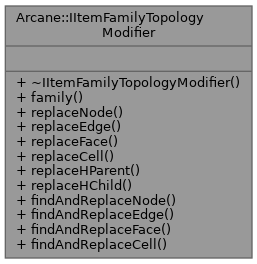 Arcane::IItemFamilyTopology
Modifier
+ ~IItemFamilyTopologyModifier()
+ family()
+ replaceNode()
+ replaceEdge()
+ replaceFace()
+ replaceCell()
+ replaceHParent()
+ replaceHChild()
+ findAndReplaceNode()
+ findAndReplaceEdge()
+ findAndReplaceFace()
+ findAndReplaceCell()